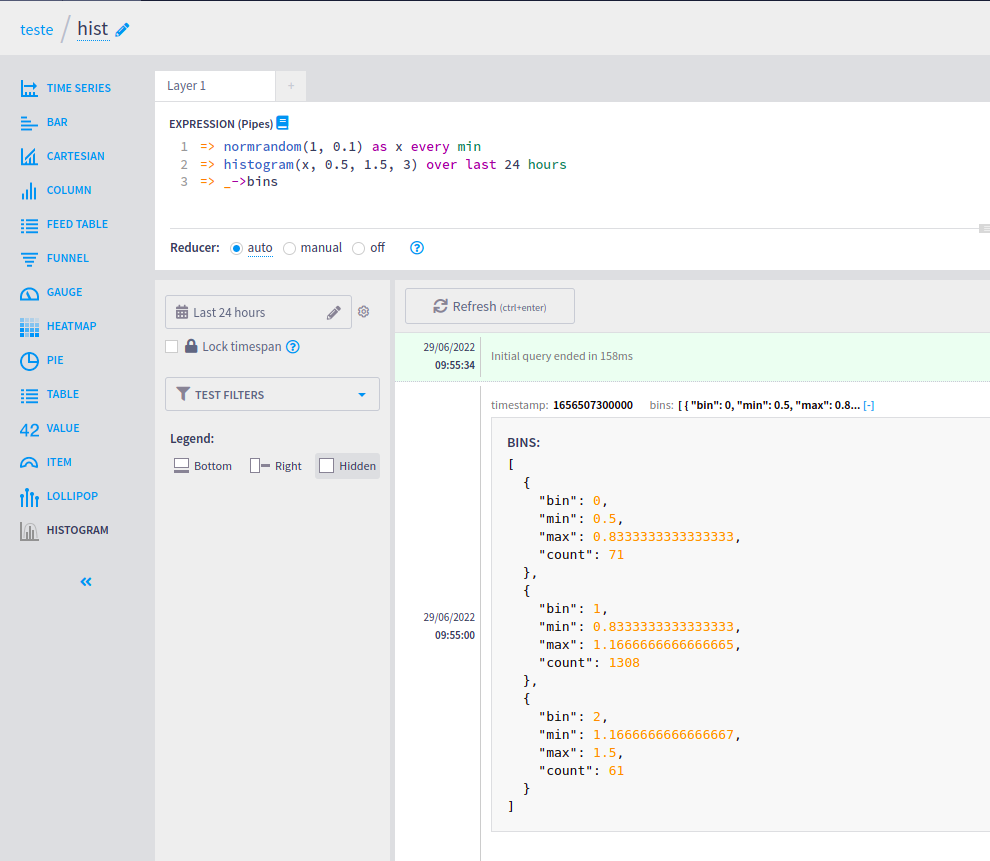 teste / hist
TIME SERIES
BAR
CARTESIAN
COLUMN
FEED TABLE
FUNNEL
GAUGE
HEATMAP
PIE
TABLE
42 VALUE
ITEM
LOLLIPOP
HISTOGRAM
«
Layer 1 +
EXPRESSION (Pipes)
1 => normrandom(1, 0.1) as x every min
2 => histogram(x, 0.5, 1.5, 3) over last 24 hours
3 => _->bins
Reducer: auto manual off ?
Last 24 hours
Lock timespan ?
TEST FILTERS
Legend:
Bottom Right Hidden
Refresh (ctrl+enter)
29/06/2022
09:55:34
Initial query ended in 158ms
29/06/2022
09:55:00
timestamp: 1656507300000 bins: [ { "bin": 0, "min": 0.5, "max": 0.8... [-]
BINS:
[
{
"bin": 0,
"min": 0.5,
"max": 0.8333333333333333,
"count": 71
},
{
"bin": 1,
"min": 0.8333333333333333,
"max": 1.1666666666666665,
"count": 1308
},
{
"bin": 2,
"min": 1.1666666666666667,
"max": 1.5,
"count": 61
}
]